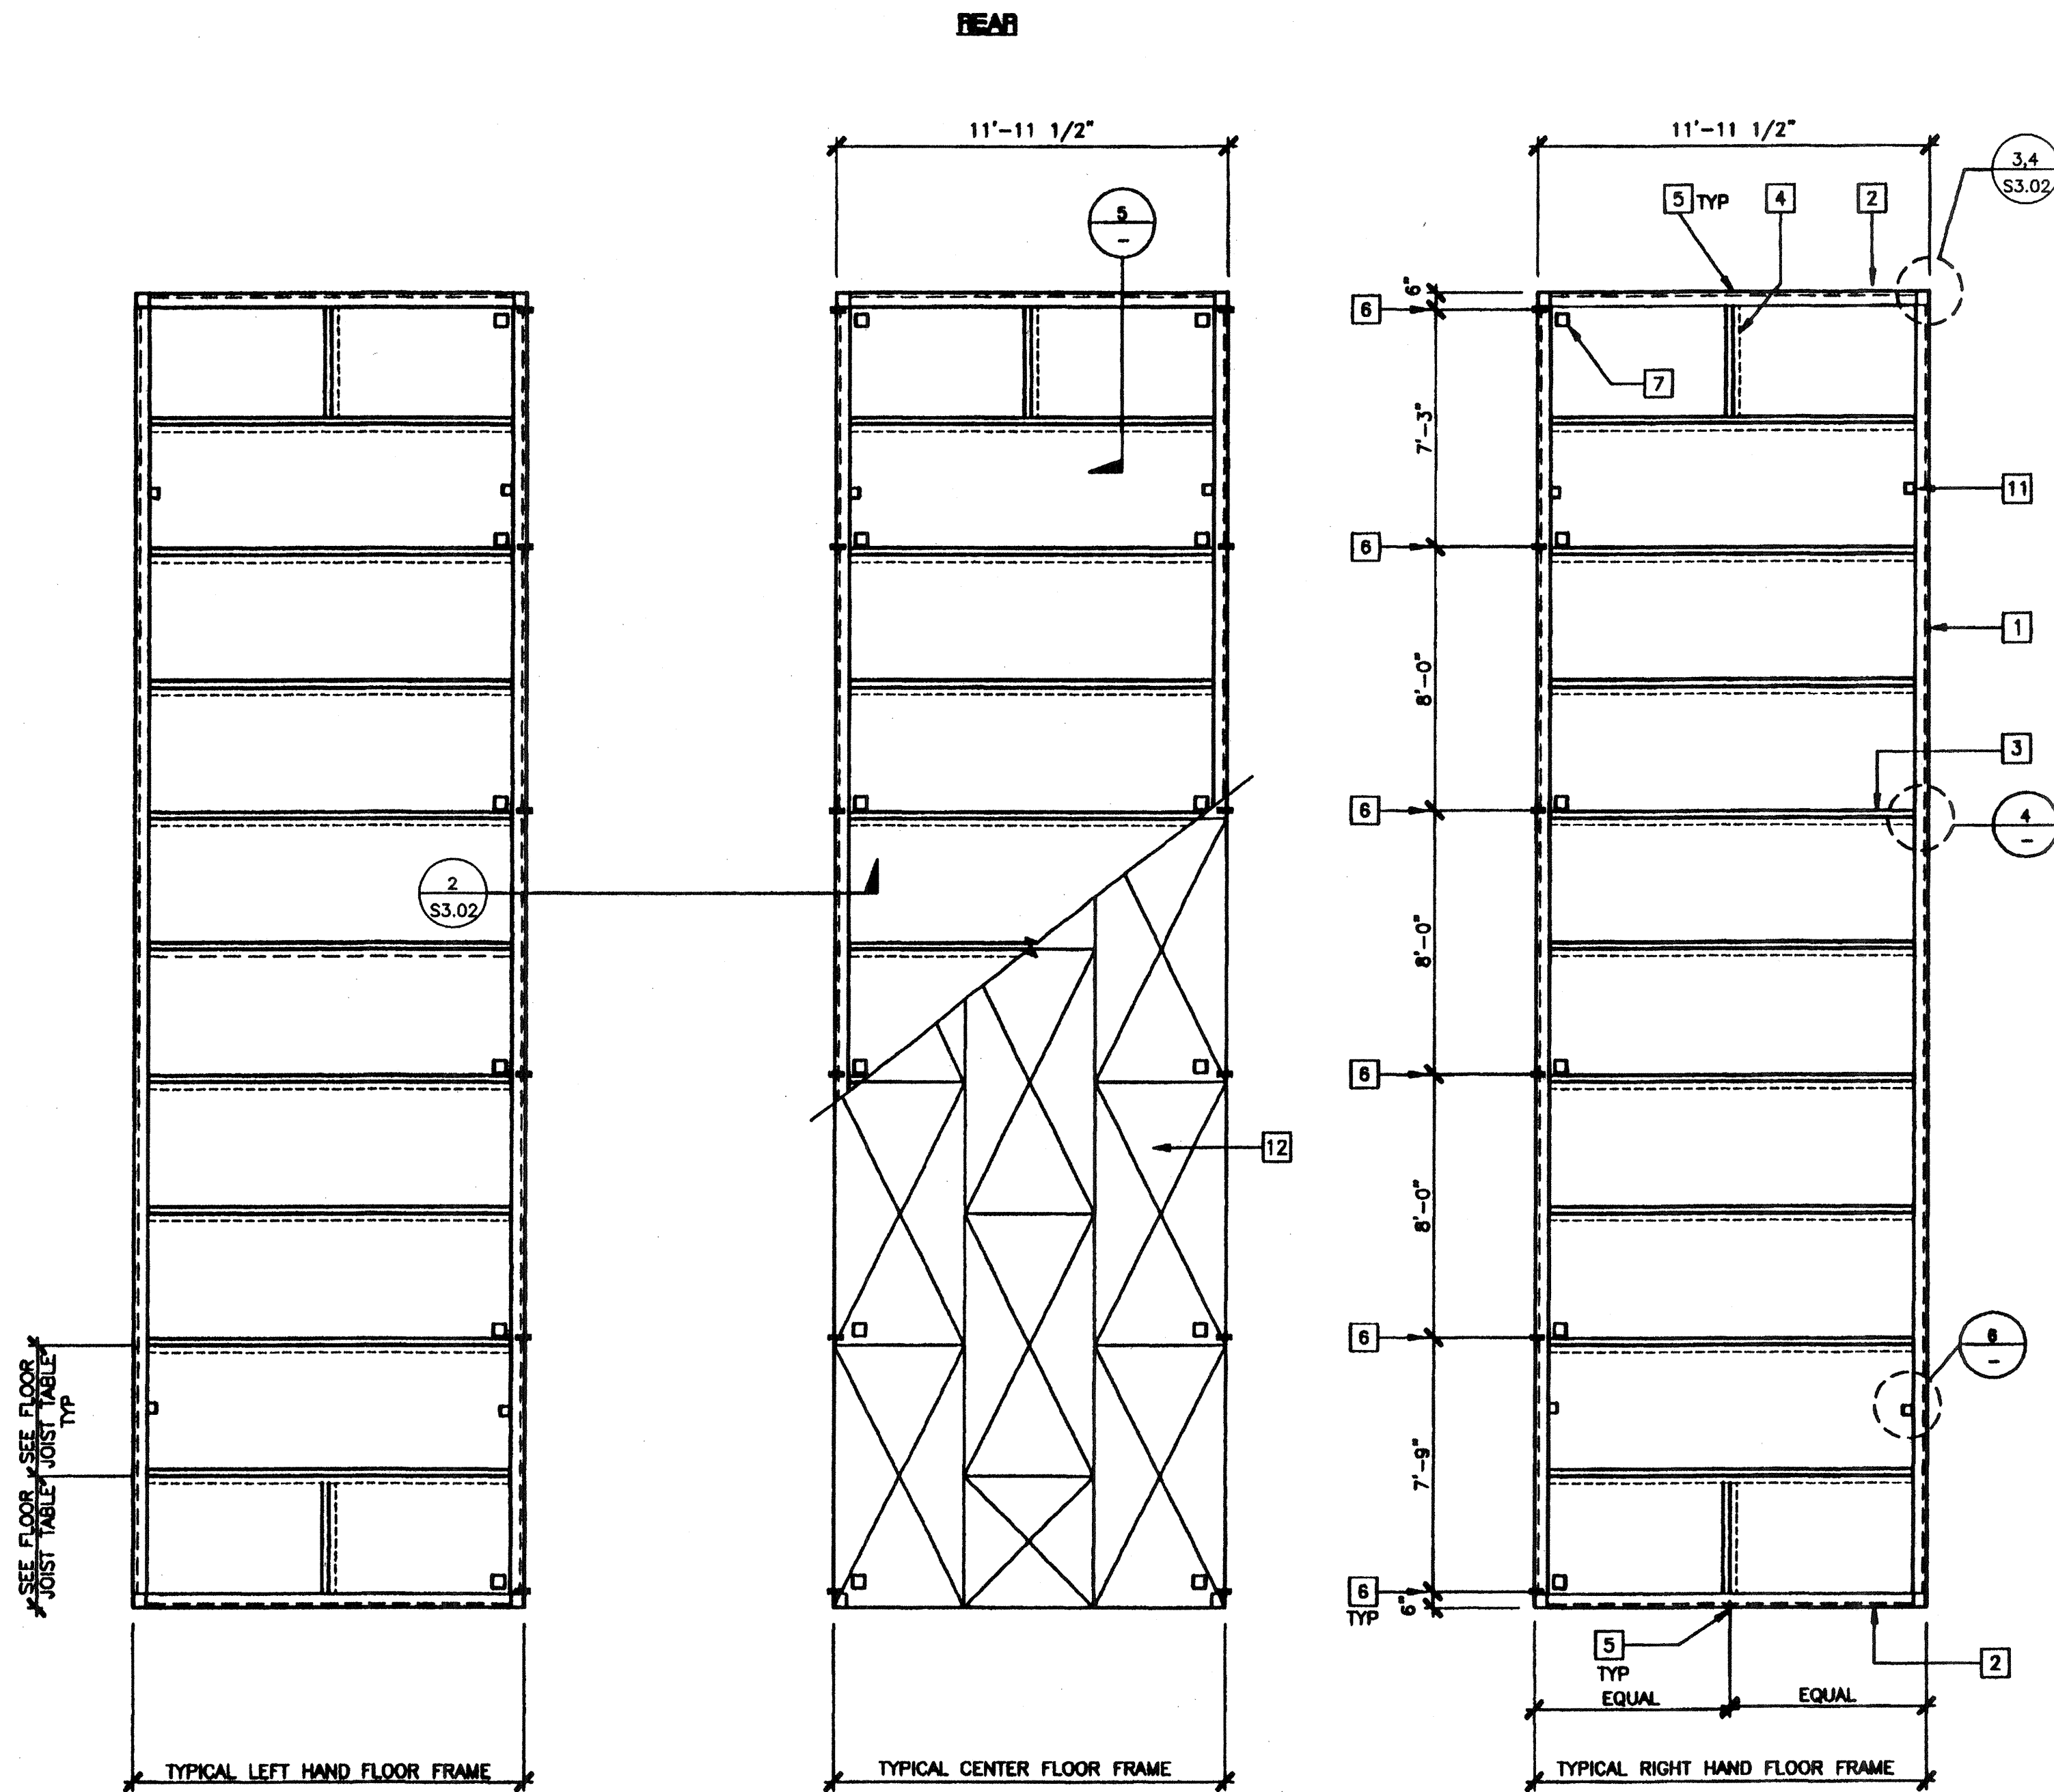 REAR
11'-11 1/2"
11'-11 1/2"
3,4
S3.02
5 TYP
4
2
5
-
6"
6
7
7'-3"
11
6
1
8'-0"
3
6
4
-
2
S3.02
8'-0"
6
12
8'-0"
6
6
-
SEE FLOOR
JOIST TABLE
TYP
7'-9"
SEE FLOOR
JOIST TABLE
6
TYP
6"
5
TYP
2
EQUAL
EQUAL
TYPICAL LEFT HAND FLOOR FRAME
TYPICAL CENTER FLOOR FRAME
TYPICAL RIGHT HAND FLOOR FRAME